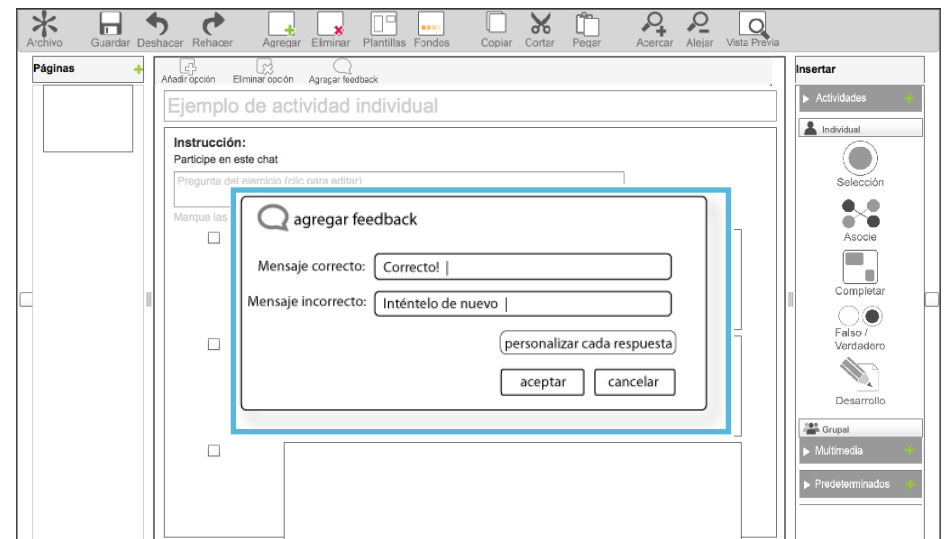 Archivo Guardar Deshacer Rehacer Agregar Eliminar Plantillas Fondos Copiar Cortar Pegar Acercar Alejar Vista Previa
Páginas +
Añadir opción Eliminar opción Agragar feedback
Ejemplo de actividad individual
Instrucción:
Participe en este chat
Pregunta del ejercicio (clic para editar)
Marque las
agregar feedback
Mensaje correcto: Correcto! |
Mensaje incorrecto: Inténtelo de nuevo |
personalizar cada respuesta
aceptar cancelar
Insertar
Actividades +
Individual
Selección
Asocie
Completar
Falso /
Verdadero
Desarrollo
Grupal
Multimedia +
Predeterminados +